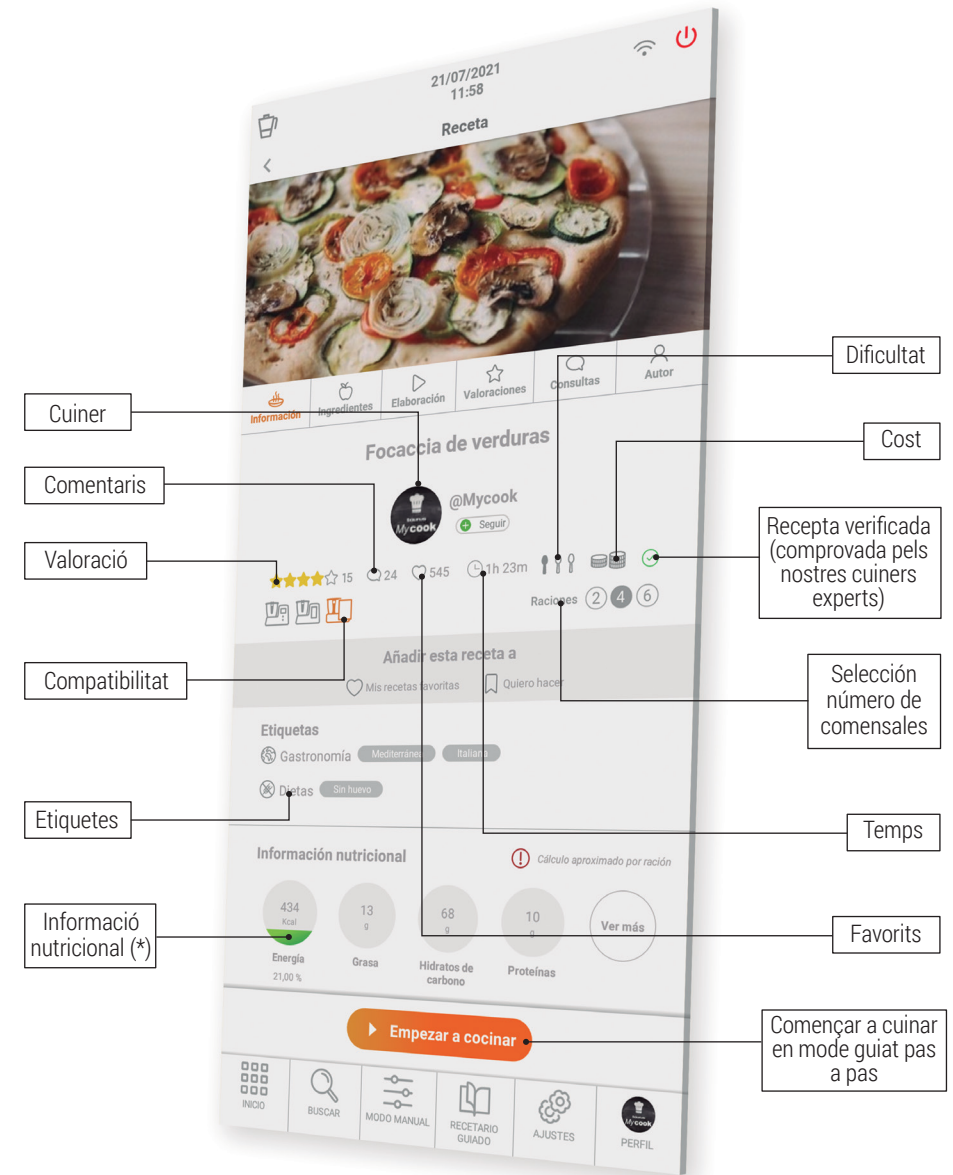 21/07/2021
11:58
Receta
Información
Ingredientes
Elaboración
Valoraciones
Consultas
Autor
Focaccia de verduras
Mycook
@Mycook
Seguir
15
24
545
1h 23m
Raciones 2 4 6
Añadir esta receta a
Mis recetas favoritas
Quiero hacer
Etiquetas
Gastronomía
Mediterránea
Italiana
Dietas
Sin huevo
Información nutricional
Cálculo aproximado por ración
434
Kcal
Energía
21,00 %
13
g
Grasa
68
g
Hidratos de
carbono
10
g
Proteínas
Ver más
Empezar a cocinar
INICIO
BUSCAR
MODO MANUAL
RECETARIO
GUIADO
AJUSTES
Mycook
PERFIL
Cuiner
Comentaris
Valoració
Compatibilitat
Etiquetes
Informació
nutricional (*)
Dificultat
Cost
Recepta verificada
(comprovada pels
nostres cuiners
experts)
Selección
número de
comensales
Temps
Favorits
Començar a cuinar
en mode guiat pas
a pas